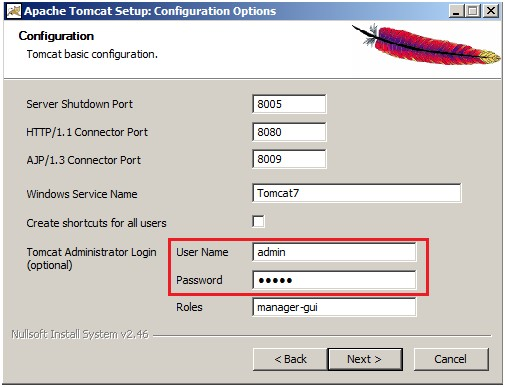 Apache Tomcat Setup: Configuration Options
Configuration
Tomcat basic configuration.
Server Shutdown Port 8005
HTTP/1.1 Connector Port 8080
AJP/1.3 Connector Port 8009
Windows Service Name Tomcat7
Create shortcuts for all users
Tomcat Administrator Login (optional)
User Name admin
Password ●●●●●
Roles manager-gui
Nullsoft Install System v2.46
< Back Next > Cancel